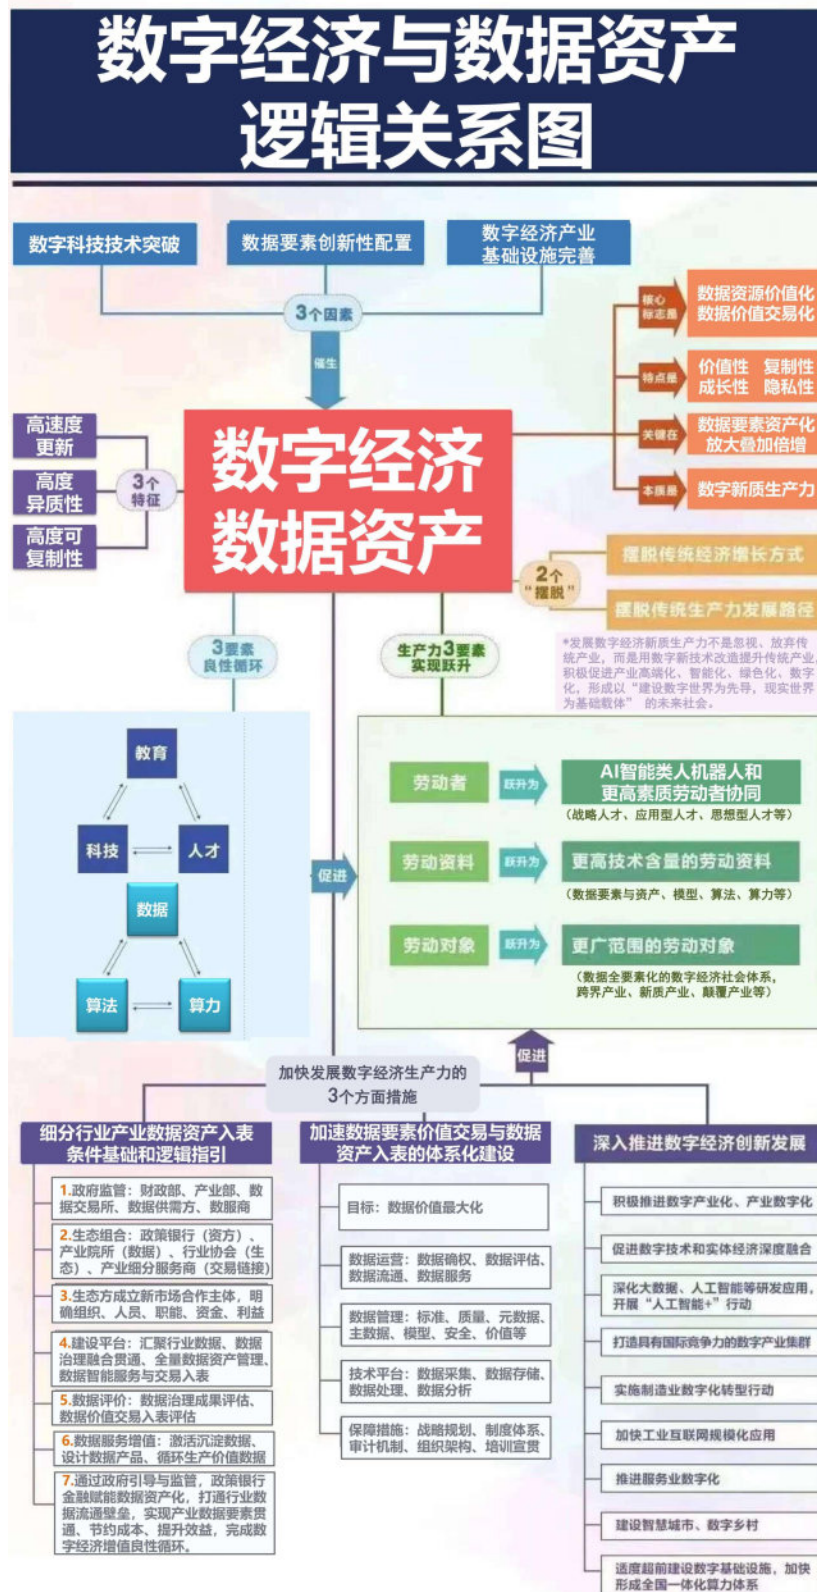 数字经济与数据资产
逻辑关系图
数字科技技术突破
数据要素创新性配置
数字经济产业
基础设施完善
3个因素
催生
核心
标志是
数据资源价值化
数据价值交易化
特点是
价值性 复制性
成长性 隐私性
关键在
数据要素资产化
放大叠加倍增
本质是
数字新质生产力
高速度
更新
高度
异质性
高度可
复制性
3个
特征
数字经济
数据资产
2个
“摆脱”
摆脱传统经济增长方式
摆脱传统生产力发展路径
*发展数字经济新质生产力不是忽视、放弃传
统产业，而是用数字新技术改造提升传统产业，
积极促进产业高端化、智能化、绿色化、数字
化，形成以“建设数字世界为先导，现实世界
为基础载体” 的未来社会。
3要素
良性循环
生产力3要素
实现跃升
教育
科技
人才
数据
算法
算力
促进
劳动者
跃升为
AI智能类人机器人和
更高素质劳动者协同
（战略人才、应用型人才、思想型人才等）
劳动资料
跃升为
更高技术含量的劳动资料
（数据要素与资产、模型、算法、算力等）
劳动对象
跃升为
更广范围的劳动对象
（数据全要素化的数字经济社会体系，
跨界产业、新质产业、颠覆产业等）
促进
加快发展数字经济生产力的
3个方面措施
细分行业产业数据资产入表
条件基础和逻辑指引
1.政府监管：财政部、产业部、数
据交易所、数据供需方、数服商
2.生态组合：政策银行（资方）、
产业院所（数据）、行业协会（生
态）、产业细分服务商（交易链接）
3.生态方成立新市场合作主体，明
确组织、人员、职能、资金、利益
4.建设平台：汇聚行业数据、数据
治理融合贯通、全量数据资产管理、
数据智能服务与交易入表
5.数据评价：数据治理成果评估、
数据价值交易入表评估
6.数据服务增值：激活沉淀数据、
设计数据产品、循环生产价值数据
7.通过政府引导与监管，政策银行
金融赋能数据资产化，打通行业数
据流通壁垒，实现产业数据要素贯
通、节约成本、提升效益，完成数
字经济增值良性循环。
加速数据要素价值交易与数据
资产入表的体系化建设
目标：数据价值最大化
数据运营：数据确权、数据评估、
数据流通、数据服务
数据管理：标准、质量、元数据、
主数据、模型、安全、价值等
技术平台：数据采集、数据存储、
数据处理、数据分析
保障措施：战略规划、制度体系、
审计机制、组织架构、培训宣贯
深入推进数字经济创新发展
积极推进数字产业化、产业数字化
促进数字技术和实体经济深度融合
深化大数据、人工智能等研发应用，
开展“人工智能+”行动
打造具有国际竞争力的数字产业集群
实施制造业数字化转型行动
加快工业互联网规模化应用
推进服务业数字化
建设智慧城市、数字乡村
适度超前建设数字基础设施，加快
形成全国一体化算力体系